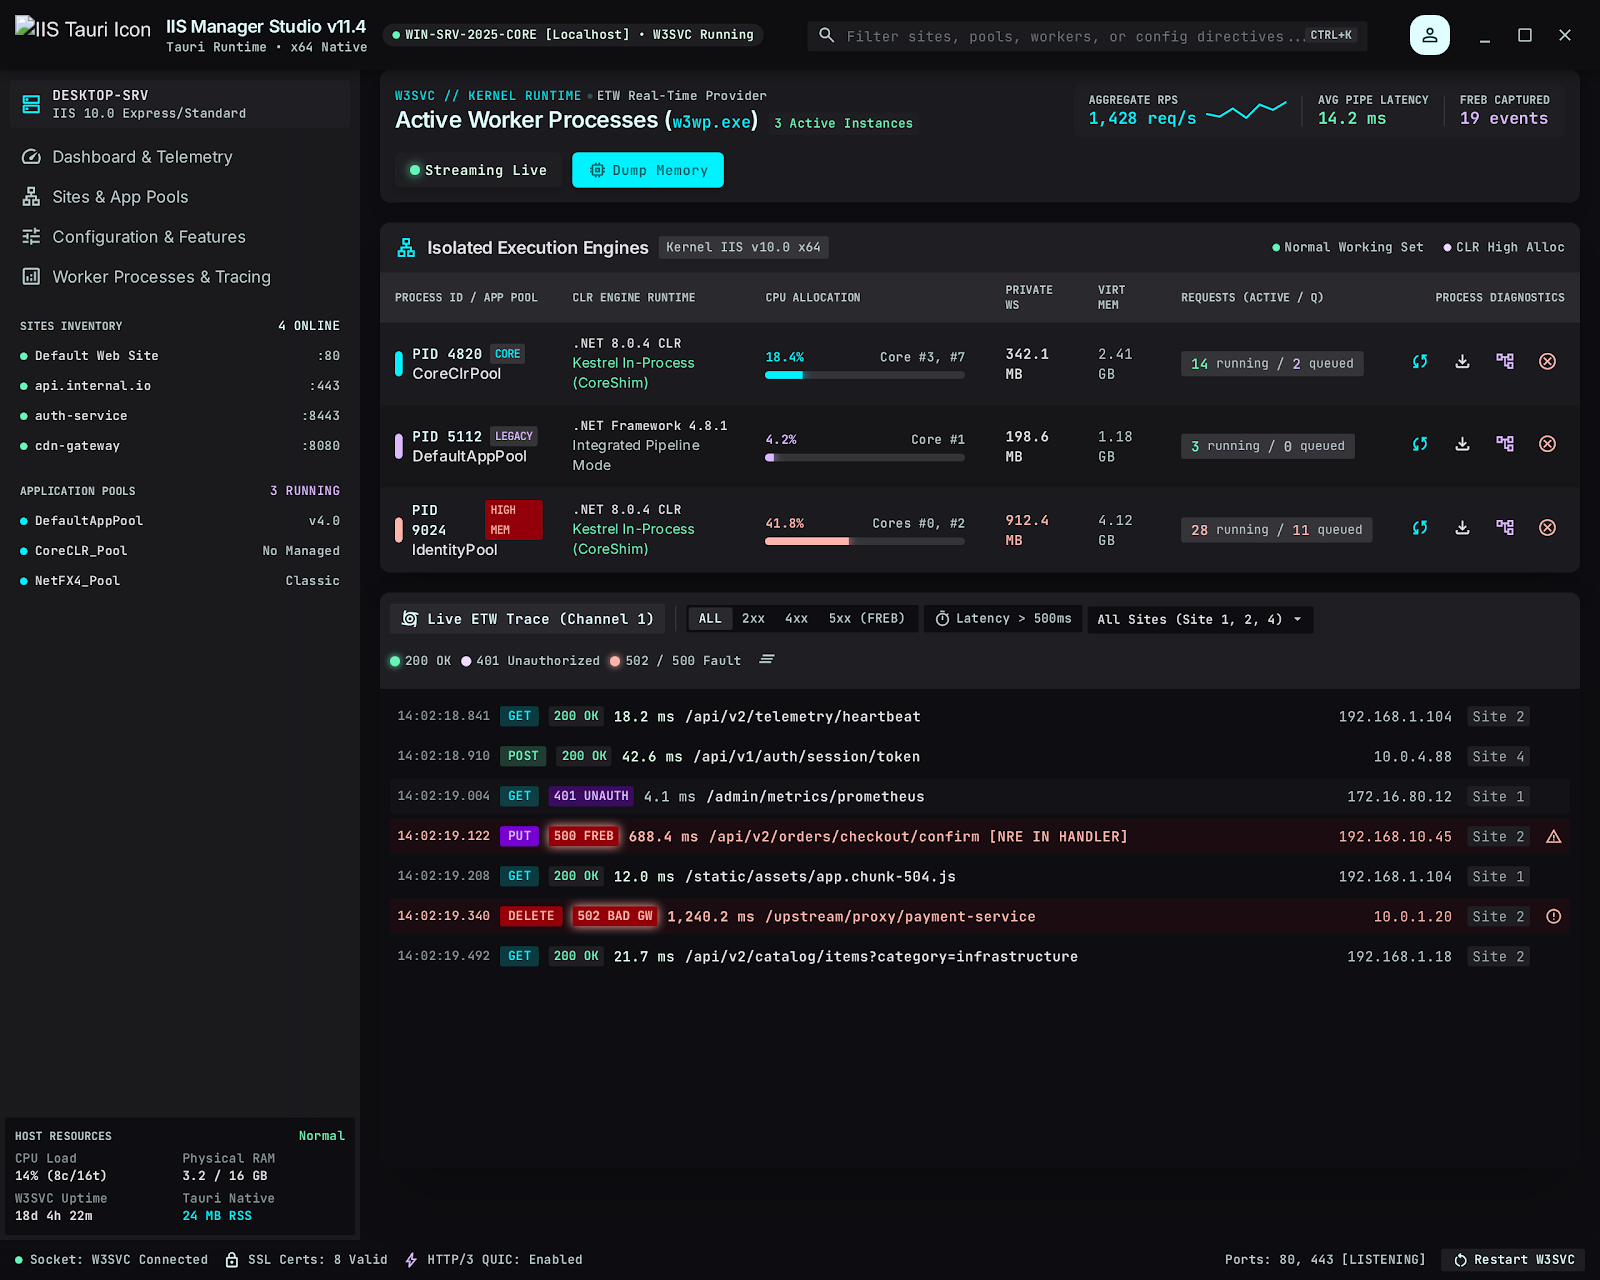 IIS Tauri Icon
IIS Manager Studio v11.4
Tauri Runtime • x64 Native
WIN-SRV-2025-CORE [Localhost] • W3SVC Running
Filter sites, pools, workers, or config directives...
CTRL+K
DESKTOP-SRV
IIS 10.0 Express/Standard
Dashboard & Telemetry
Sites & App Pools
Configuration & Features
Worker Processes & Tracing
SITES INVENTORY 4 ONLINE
Default Web Site :80
api.internal.io :443
auth-service :8443
cdn-gateway :8080
APPLICATION POOLS 3 RUNNING
DefaultAppPool v4.0
CoreCLR_Pool No Managed
NetFX4_Pool Classic
HOST RESOURCES Normal
CPU Load Physical RAM
14% (8c/16t) 3.2 / 16 GB
W3SVC Uptime Tauri Native
18d 4h 22m 24 MB RSS
W3SVC // KERNEL RUNTIME • ETW Real-Time Provider
Active Worker Processes (w3wp.exe) 3 Active Instances
Streaming Live
Dump Memory
AGGREGATE RPS
1,428 req/s
AVG PIPE LATENCY
14.2 ms
FREB CAPTURED
19 events
Isolated Execution Engines Kernel IIS v10.0 x64
Normal Working Set CLR High Alloc
PROCESS ID / APP POOL CLR ENGINE RUNTIME CPU ALLOCATION PRIVATE WS VIRT MEM REQUESTS (ACTIVE / Q) PROCESS DIAGNOSTICS
PID 4820 CORE
CoreClrPool
.NET 8.0.4 CLR
Kestrel In-Process
(CoreShim)
18.4% Core #3, #7
342.1 MB
2.41 GB
14 running / 2 queued
PID 5112 LEGACY
DefaultAppPool
.NET Framework 4.8.1
Integrated Pipeline
Mode
4.2% Core #1
198.6 MB
1.18 GB
3 running / 0 queued
PID 9024 HIGH MEM
IdentityPool
.NET 8.0.4 CLR
Kestrel In-Process
(CoreShim)
41.8% Cores #0, #2
912.4 MB
4.12 GB
28 running / 11 queued
Live ETW Trace (Channel 1) ALL 2xx 4xx 5xx (FREB) Latency > 500ms All Sites (Site 1, 2, 4)
200 OK 401 Unauthorized 502 / 500 Fault
14:02:18.841 GET 200 OK 18.2 ms /api/v2/telemetry/heartbeat 192.168.1.104 Site 2
14:02:18.910 POST 200 OK 42.6 ms /api/v1/auth/session/token 10.0.4.88 Site 4
14:02:19.004 GET 401 UNAUTH 4.1 ms /admin/metrics/prometheus 172.16.80.12 Site 1
14:02:19.122 PUT 500 FREB 688.4 ms /api/v2/orders/checkout/confirm [NRE IN HANDLER] 192.168.10.45 Site 2
14:02:19.208 GET 200 OK 12.0 ms /static/assets/app.chunk-504.js 192.168.1.104 Site 1
14:02:19.340 DELETE 502 BAD GW 1,240.2 ms /upstream/proxy/payment-service 10.0.1.20 Site 2
14:02:19.492 GET 200 OK 21.7 ms /api/v2/catalog/items?category=infrastructure 192.168.1.18 Site 2
Socket: W3SVC Connected SSL Certs: 8 Valid HTTP/3 QUIC: Enabled Ports: 80, 443 [LISTENING] Restart W3SVC